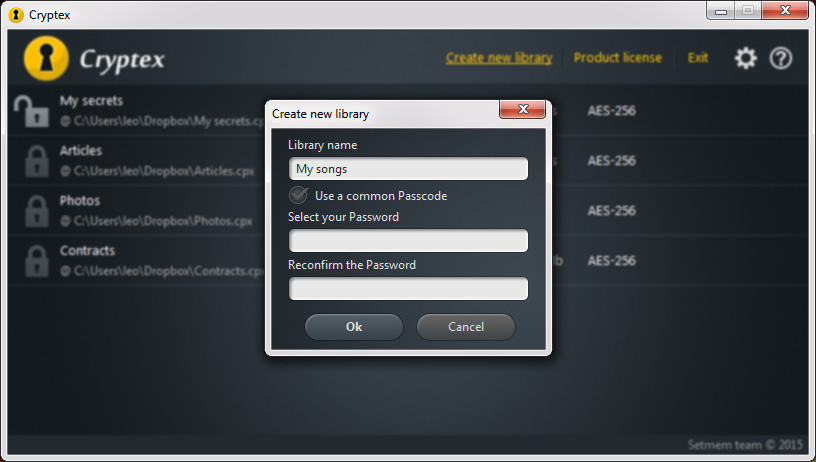 Cryptex
Cryptex
Create new library
Product license
Exit
My secrets
@ C:\Users\leo\Dropbox\My secrets.cpx
AES-256
Articles
@ C:\Users\leo\Dropbox\Articles.cpx
AES-256
Photos
@ C:\Users\leo\Dropbox\Photos.cpx
AES-256
Contracts
@ C:\Users\leo\Dropbox\Contracts.cpx
AES-256
Create new library
Library name
My songs
Use a common Passcode
Select your Password
Reconfirm the Password
Ok
Cancel
Setmem team © 2015